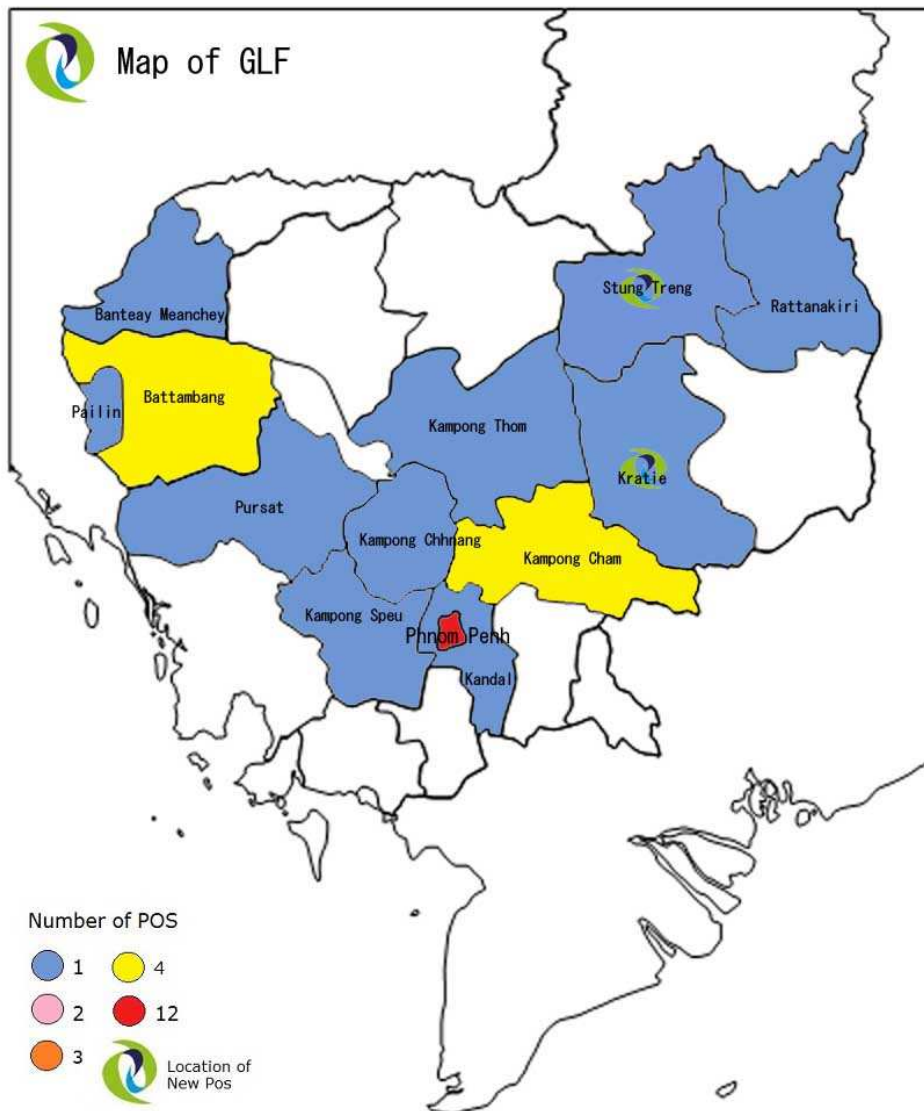 Map of GLF
Stung Treng
Rattanakiri
Banteay Meanchey
Battambang
Pailin
Kampong Thom
Kratie
Pursat
Kampong Chhnang
Kampong Cham
Kampong Speu
Phnom Penh
Kandal
Number of POS
1
4
2
12
3
Location of
New Pos